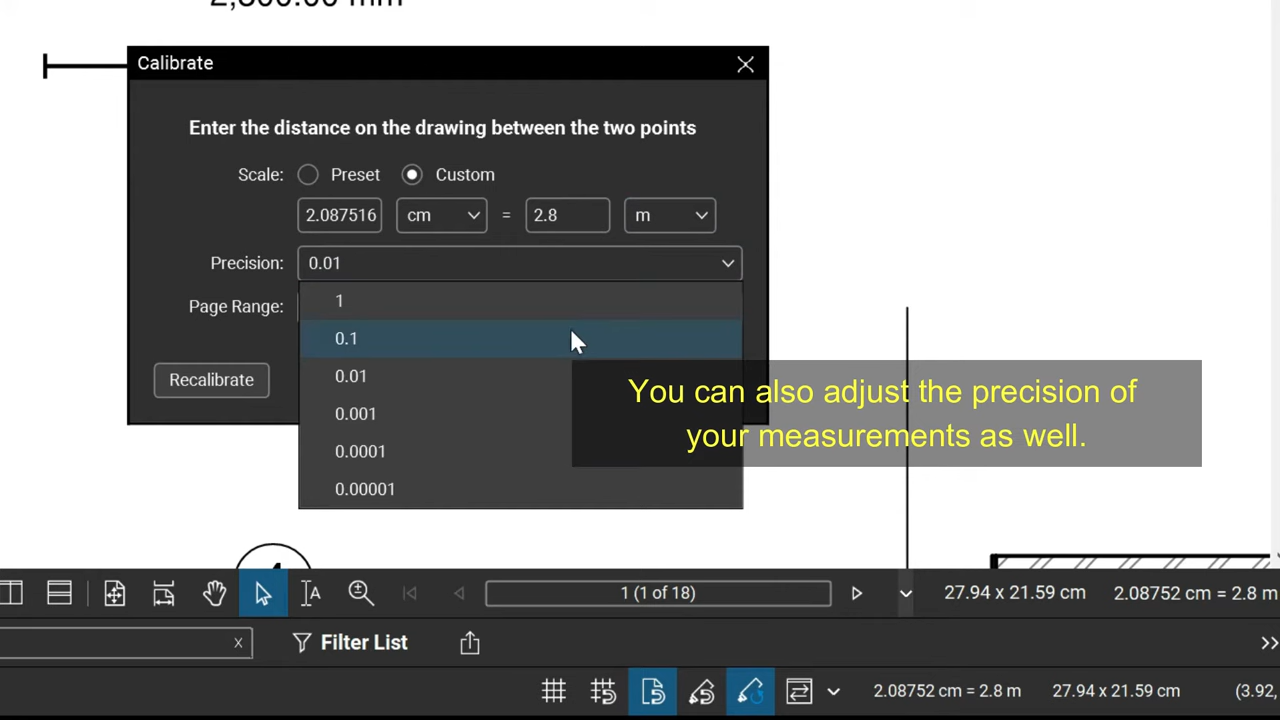 Calibrate
Enter the distance on the drawing between the two points
Scale: Preset Custom
2.087516 cm = 2.8 m
Precision: 0.01
1
Page Range:
0.1
0.01
Recalibrate
0.001
0.0001
0.00001
You can also adjust the precision of
your measurements as well.
1 (1 of 18)
27.94 x 21.59 cm
2.08752 cm = 2.8 m
x
Filter List
2.08752 cm = 2.8 m
27.94 x 21.59 cm
(3.92,